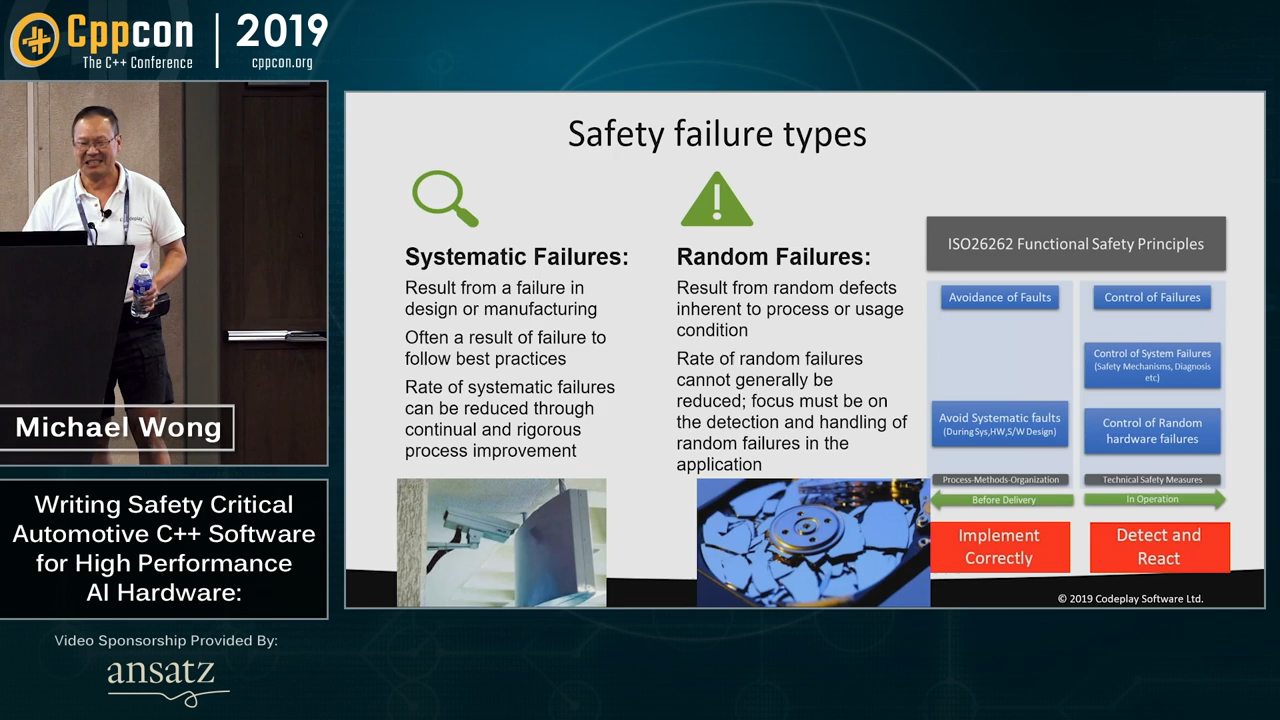 Cppcon
The C++ Conference
2019
cppcon.org
Michael Wong
Writing Safety Critical
Automotive C++ Software
for High Performance
AI Hardware:
Video Sponsorship Provided By:
ansatz
Safety failure types
Systematic Failures:
Result from a failure in
design or manufacturing
Often a result of failure to
follow best practices
Rate of systematic failures
can be reduced through
continual and rigorous
process improvement
Random Failures:
Result from random defects
inherent to process or usage
condition
Rate of random failures
cannot generally be
reduced; focus must be on
the detection and handling of
random failures in the
application
ISO26262 Functional Safety Principles
Avoidance of Faults
Avoid Systematic faults
(During Sys,HW,S/W Design)
Process-Methods-Organization
Before Delivery
Implement
Correctly
Control of Failures
Control of System Failures
(Safety Mechanisms, Diagnosis
etc)
Control of Random
hardware failures
Technical Safety Measures
In Operation
Detect and
React
© 2019 Codeplay Software Ltd.